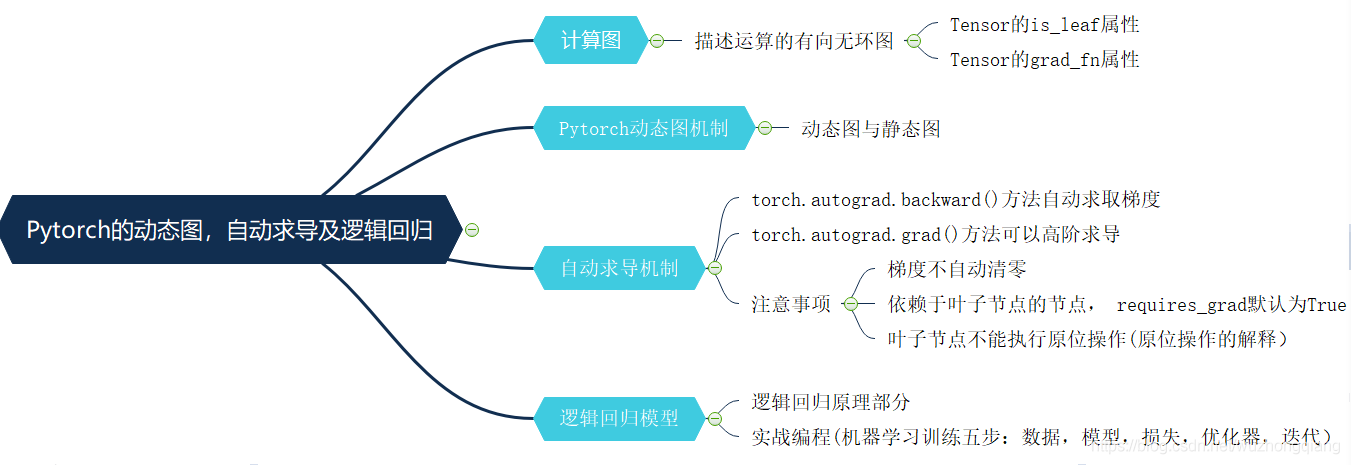 Pytorch的动态图，自动求导及逻辑回归
计算图
描述运算的有向无环图
Tensor的is_leaf属性
Tensor的grad_fn属性
Pytorch动态图机制
动态图与静态图
自动求导机制
torch.autograd.backward()方法自动求取梯度
torch.autograd.grad()方法可以高阶求导
注意事项
梯度不自动清零
依赖于叶子节点的节点， requires_grad默认为True
叶子节点不能执行原位操作(原位操作的解释）
逻辑回归模型
逻辑回归原理部分
实战编程(机器学习训练五步：数据，模型，损失，优化器，迭代）
https://blog.csdn.net/wuzhongqiang